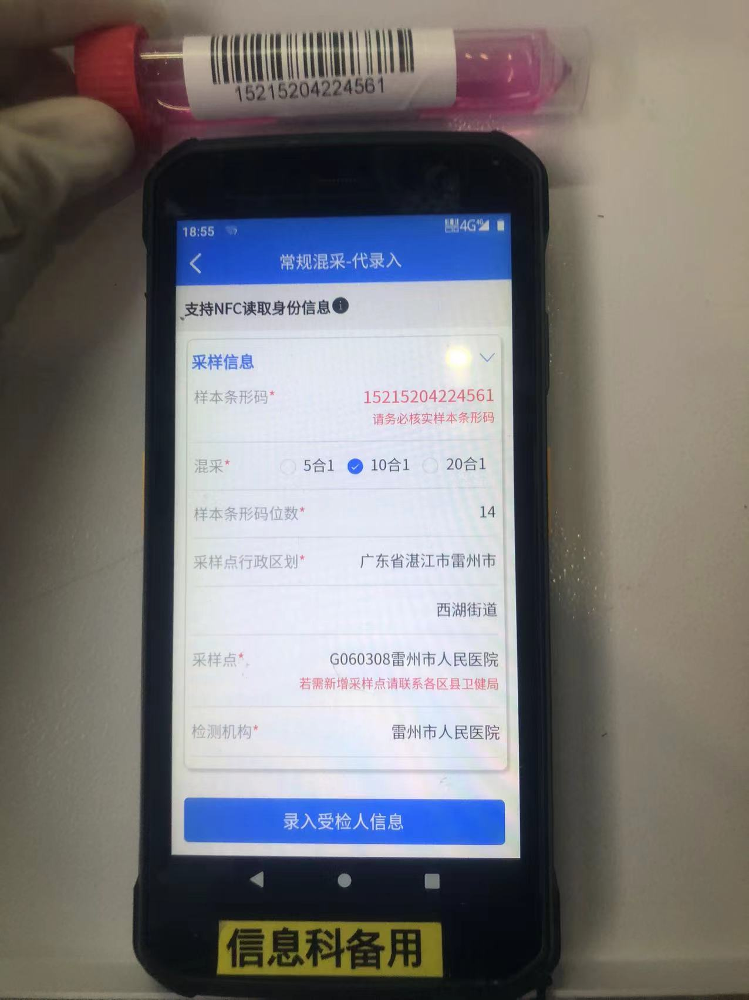 15215204224561
18:55
4G 4G
常规混采-代录入
支持NFC读取身份信息 i
采样信息
样本条形码* 15215204224561
请务必核实样本条形码
混采* 5合1 10合1 20合1
样本条形码位数* 14
采样点行政区划* 广东省湛江市雷州市
西湖街道
采样点* G060308雷州市人民医院
若需新增采样点请联系各区县卫健局
检测机构* 雷州市人民医院
录入受检人信息
信息科备用